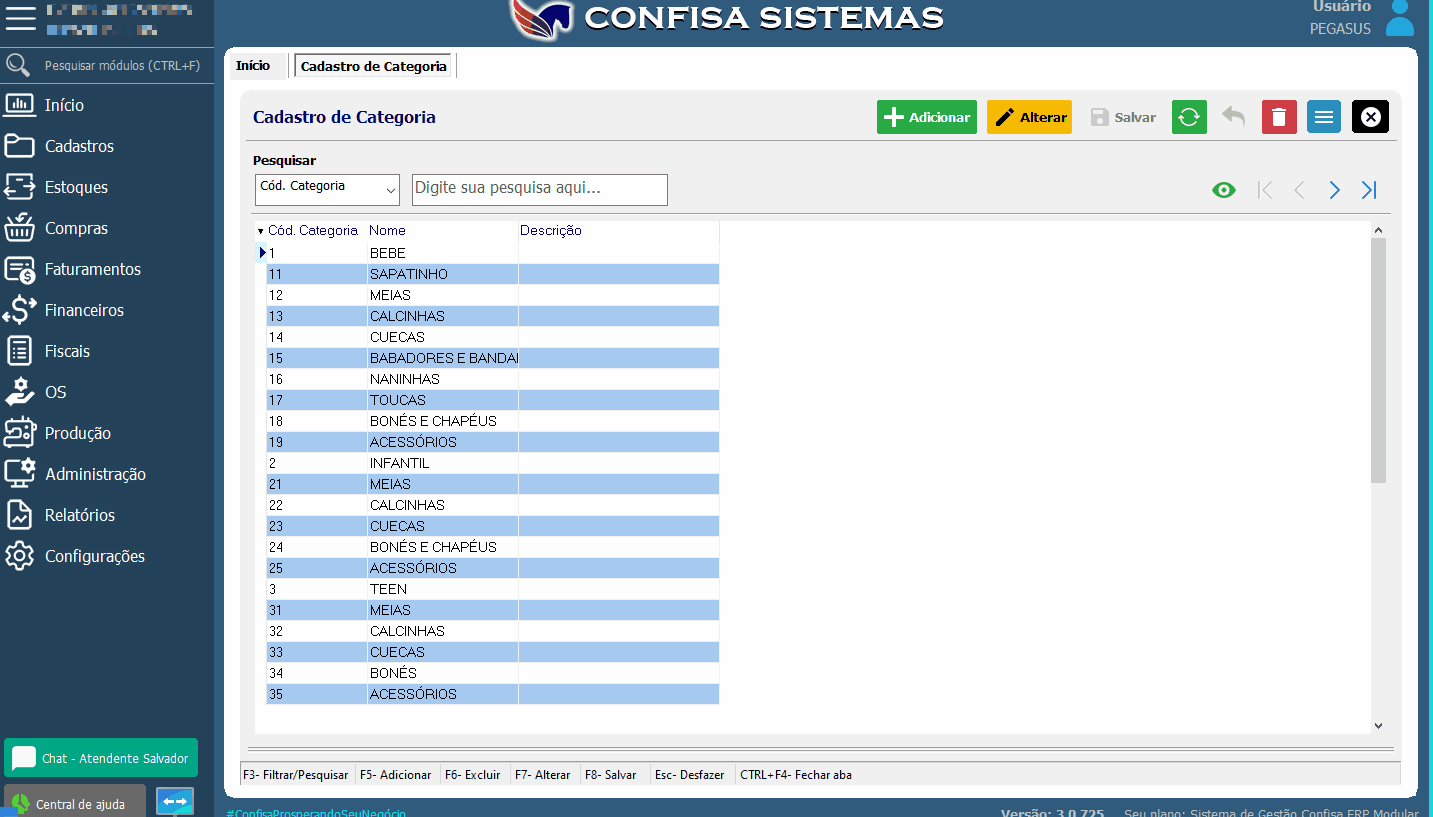 CONFISA SISTEMAS
Usuário
PEGASUS
Pesquisar módulos (CTRL+F)
Início
Cadastros
Estoques
Compras
Faturamentos
Financeiros
Fiscais
OS
Produção
Administração
Relatórios
Configurações
Chat - Atendente Salvador
Central de ajuda
Início Cadastro de Categoria
Cadastro de Categoria Adicionar Alterar Salvar
Pesquisar
Cód. Categoria Digite sua pesquisa aqui...
Cód. Categoria Nome Descrição
1 BEBE
11 SAPATINHO
12 MEIAS
13 CALCINHAS
14 CUECAS
15 BABADORES E BANDAI
16 NANINHAS
17 TOUCAS
18 BONÉS E CHAPÉUS
19 ACESSÓRIOS
2 INFANTIL
21 MEIAS
22 CALCINHAS
23 CUECAS
24 BONÉS E CHAPÉUS
25 ACESSÓRIOS
3 TEEN
31 MEIAS
32 CALCINHAS
33 CUECAS
34 BONÉS
35 ACESSÓRIOS
F3- Filtrar/Pesquisar F5- Adicionar F6- Excluir F7- Alterar F8- Salvar Esc- Desfazer CTRL+F4- Fechar aba
#ConfisaProsperandoSeuNegócio Versão: 3.0.725 Seu plano: Sistema de Gestão Confisa ERP Modular